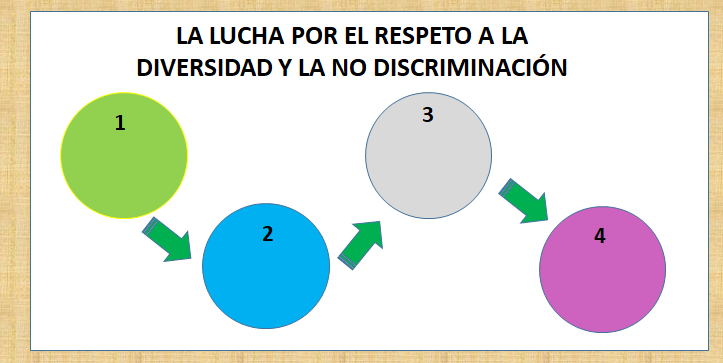 LA LUCHA POR EL RESPETO A LA
DIVERSIDAD Y LA NO DISCRIMINACIÓN
1
2
3
4